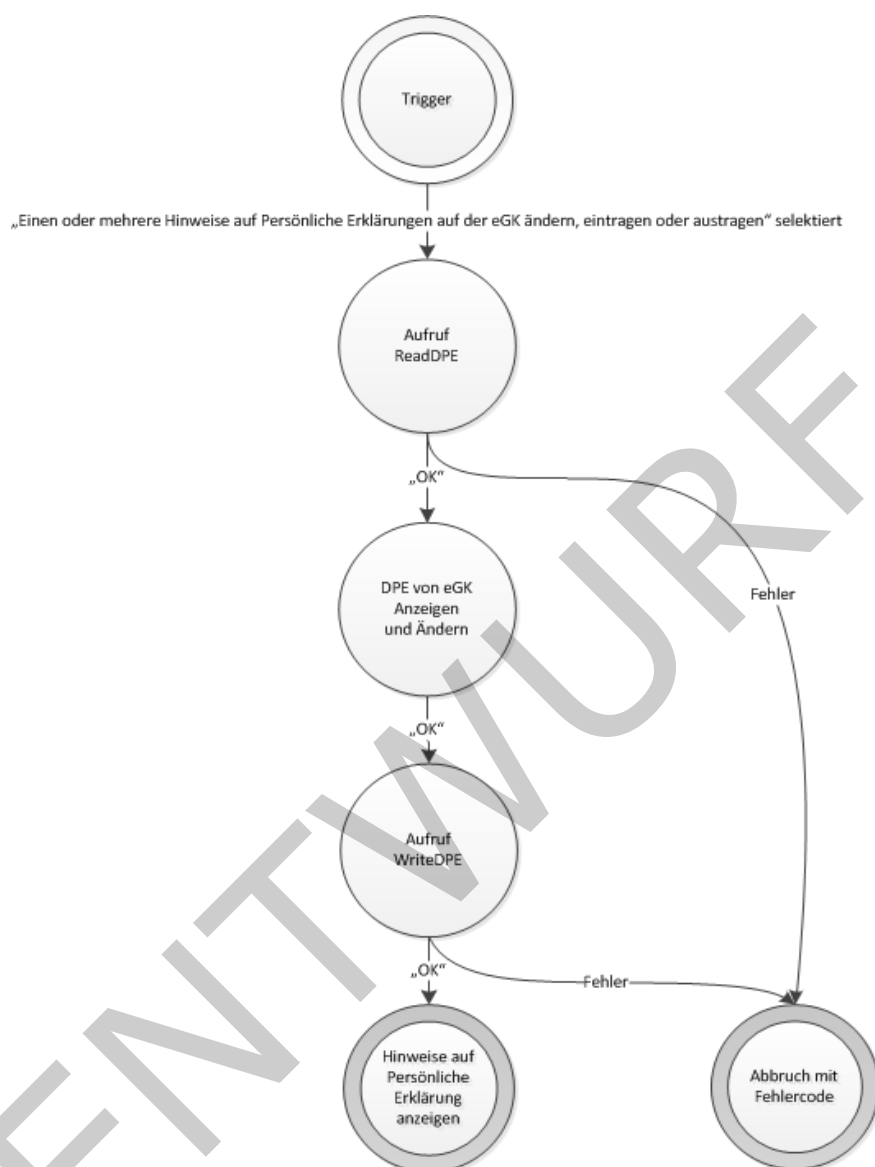 Trigger
„Einen oder mehrere Hinweise auf Persönliche Erklärungen auf der eGK ändern, eintragen oder austragen“ selektiert
Aufruf
ReadDPE
„OK“
DPE von eGK
Anzeigen
und Ändern
Fehler
„OK“
Aufruf
WriteDPE
„OK“
Fehler
Hinweise auf
Persönliche
Erklärung
anzeigen
Abbruch mit
Fehlercode
ENTWURF